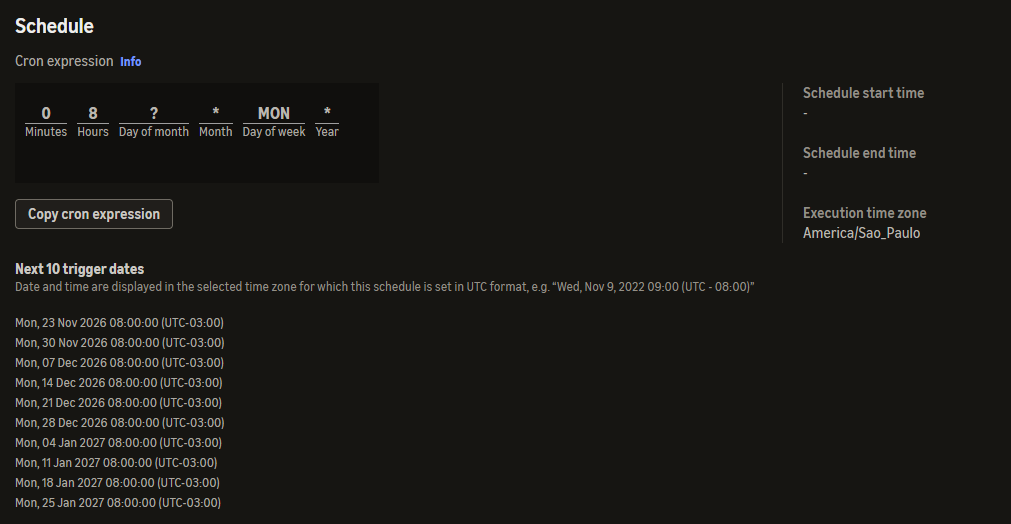 Schedule
Cron expression Info
0 8 ? * MON *
Minutes Hours Day of month Month Day of week Year
Copy cron expression
Schedule start time
-
Schedule end time
-
Execution time zone
America/Sao_Paulo
Next 10 trigger dates
Date and time are displayed in the selected time zone for which this schedule is set in UTC format, e.g. “Wed, Nov 9, 2022 09:00 (UTC - 08:00)”
Mon, 23 Nov 2026 08:00:00 (UTC-03:00)
Mon, 30 Nov 2026 08:00:00 (UTC-03:00)
Mon, 07 Dec 2026 08:00:00 (UTC-03:00)
Mon, 14 Dec 2026 08:00:00 (UTC-03:00)
Mon, 21 Dec 2026 08:00:00 (UTC-03:00)
Mon, 28 Dec 2026 08:00:00 (UTC-03:00)
Mon, 04 Jan 2027 08:00:00 (UTC-03:00)
Mon, 11 Jan 2027 08:00:00 (UTC-03:00)
Mon, 18 Jan 2027 08:00:00 (UTC-03:00)
Mon, 25 Jan 2027 08:00:00 (UTC-03:00)